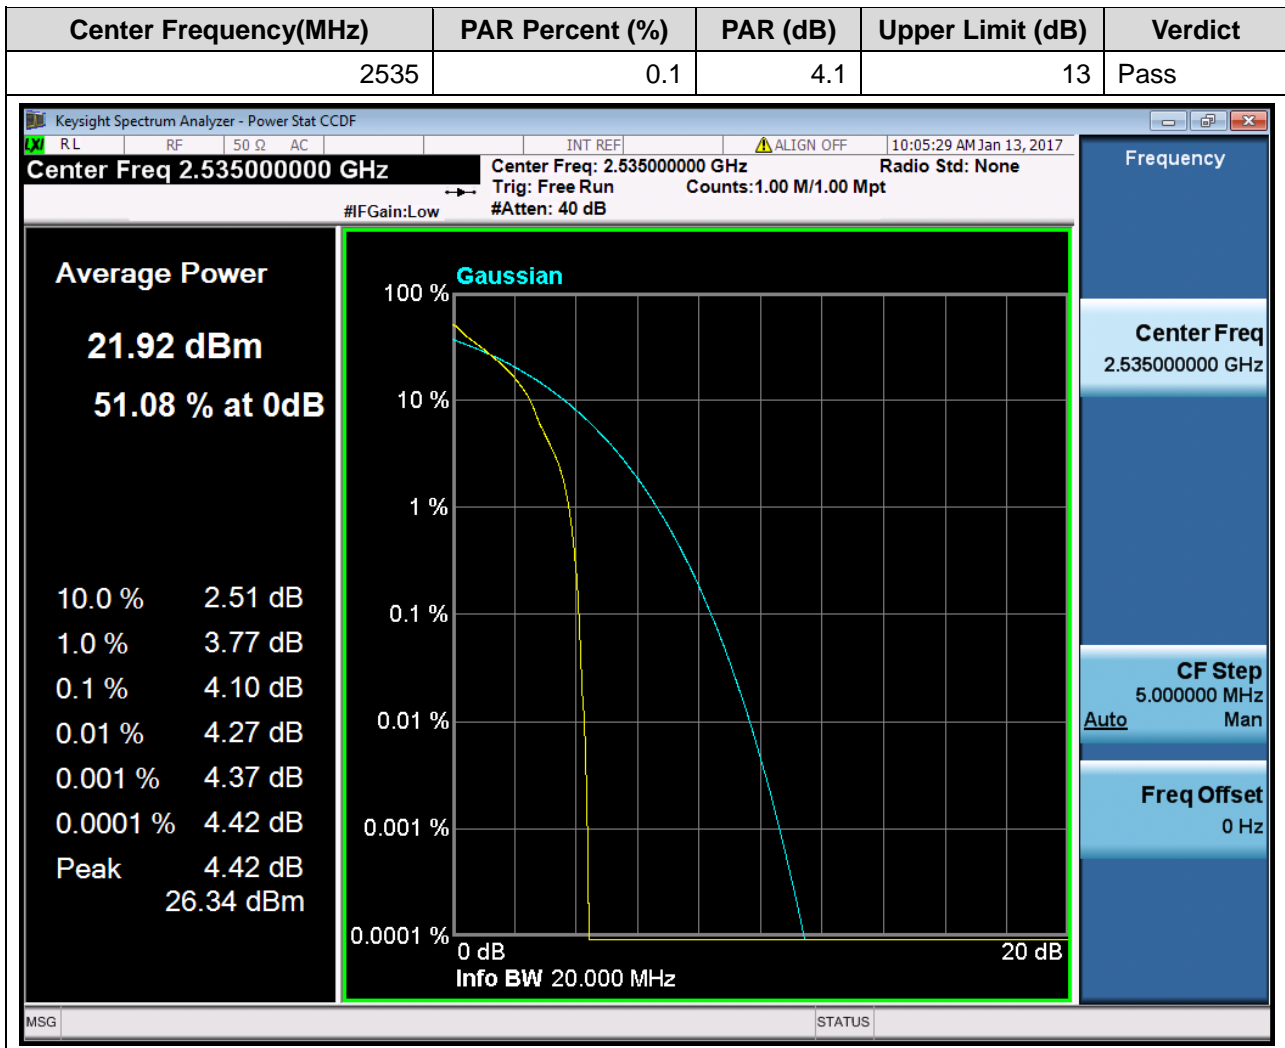 Center Frequency(MHz) PAR Percent (%) PAR (dB) Upper Limit (dB) Verdict
2535 0.1 4.1 13 Pass
Keysight Spectrum Analyzer - Power Stat CCDF
LXI RL RF 50 Ω AC INT REF ALIGN OFF 10:05:29 AM Jan 13, 2017
Center Freq 2.535000000 GHz
Center Freq: 2.535000000 GHz Radio Std: None
Trig: Free Run Counts:1.00 M/1.00 Mpt
#IFGain:Low #Atten: 40 dB
Average Power
21.92 dBm
51.08 % at 0dB
10.0 % 2.51 dB
1.0 % 3.77 dB
0.1 % 4.10 dB
0.01 % 4.27 dB
0.001 % 4.37 dB
0.0001 % 4.42 dB
Peak 4.42 dB
26.34 dBm
Gaussian
100 %
10 %
1 %
0.1 %
0.01 %
0.001 %
0.0001 %
0 dB 20 dB
Info BW 20.000 MHz
Frequency
Center Freq
2.535000000 GHz
CF Step
5.000000 MHz
Auto Man
Freq Offset
0 Hz
MSG STATUS